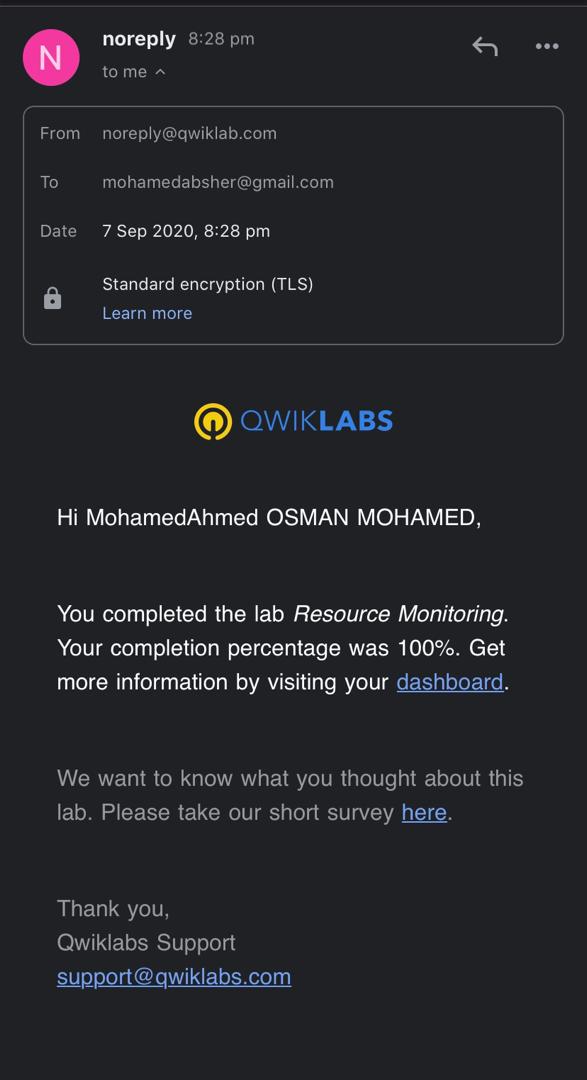 N
noreply 8:28 pm
to me
From noreply@qwiklab.com
To mohamedabsher@gmail.com
Date 7 Sep 2020, 8:28 pm
Standard encryption (TLS)
Learn more
QWIKLABS
Hi MohamedAhmed OSMAN MOHAMED,
You completed the lab Resource Monitoring.
Your completion percentage was 100%. Get
more information by visiting your dashboard.
We want to know what you thought about this
lab. Please take our short survey here.
Thank you,
Qwiklabs Support
support@qwiklabs.com